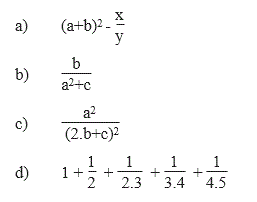 a) (a+b)² - x/y
b) b/(a²+c)
c) a²/(2.b+c)²
d) 1 + 1/2 + 1/2.3 + 1/3.4 + 1/4.5